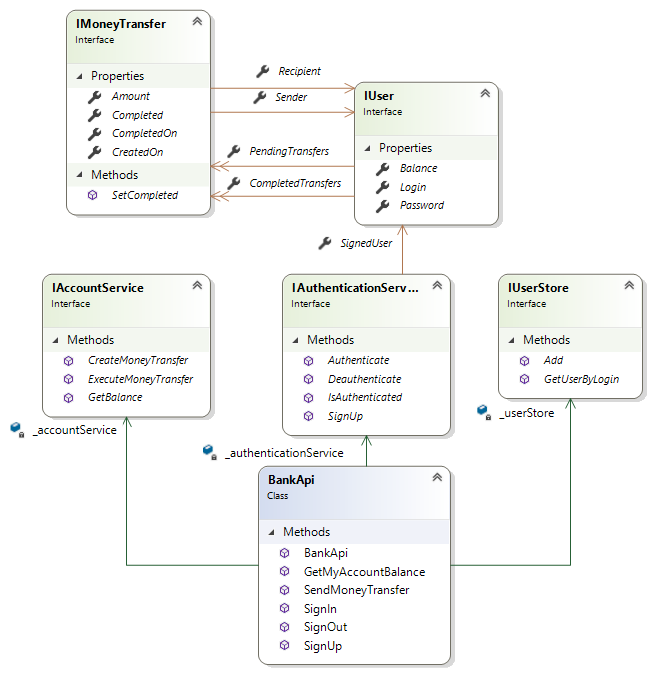 IMoneyTransfer
Interface
Properties
Amount
Completed
CompletedOn
CreatedOn
Methods
SetCompleted
Recipient
Sender
PendingTransfers
CompletedTransfers
IUser
Interface
Properties
Balance
Login
Password
SignedUser
IAccountService
Interface
Methods
CreateMoneyTransfer
ExecuteMoneyTransfer
GetBalance
IAuthenticationServ...
Interface
Methods
Authenticate
Deauthenticate
IsAuthenticated
SignUp
IUserStore
Interface
Methods
Add
GetUserByLogin
_accountService
_authenticationService
_userStore
BankApi
Class
Methods
BankApi
GetMyAccountBalance
SendMoneyTransfer
SignIn
SignOut
SignUp